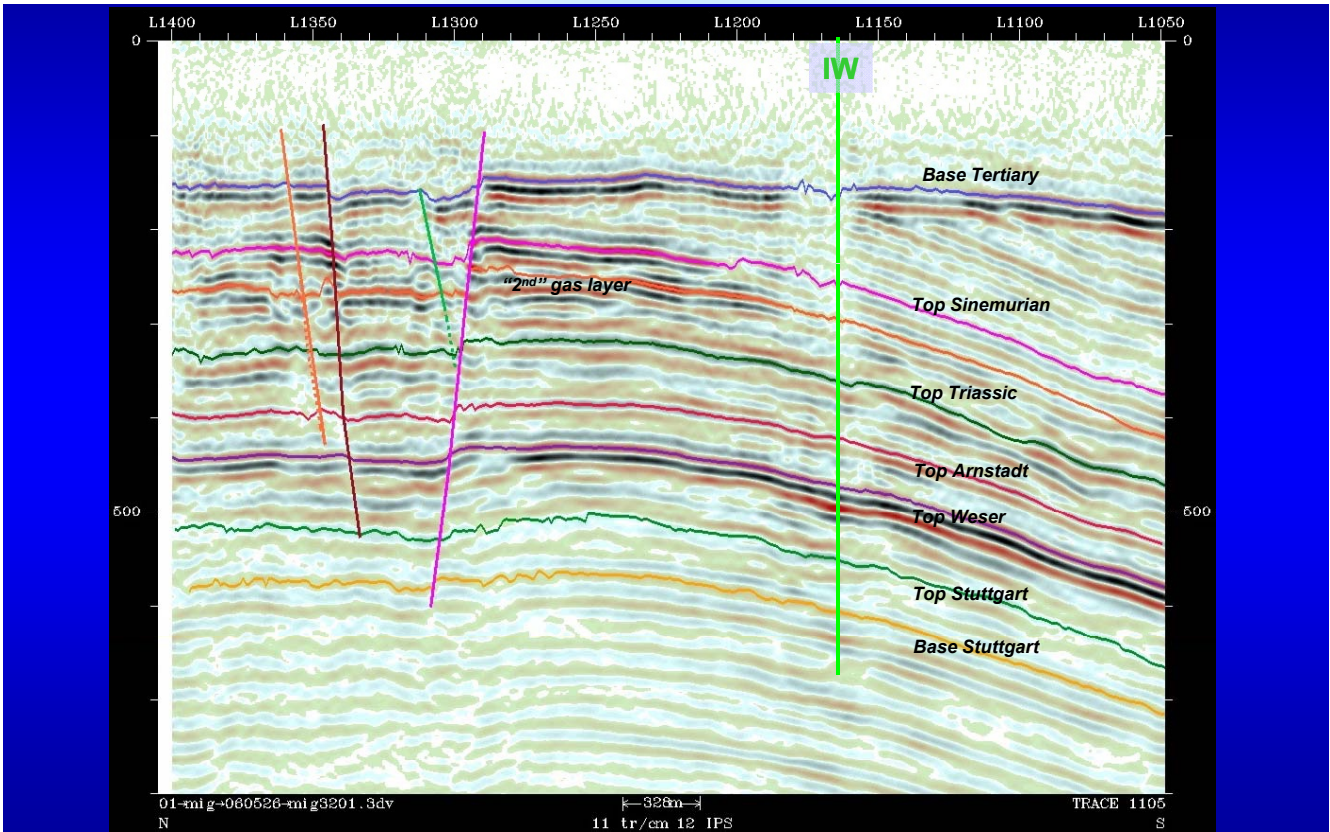 L1400 L1350 L1300 L1250 L1200 L1150 L1100 L1050
0 0
IW
Base Tertiary
"2nd" gas layer
Top Sinemurian
Top Triassic
Top Arnstadt
500 500
Top Weser
Top Stuttgart
Base Stuttgart
01→mig→060526→mig3201.3dv 328m TRACE 1105
N 11 tr/cm 12 IPS S